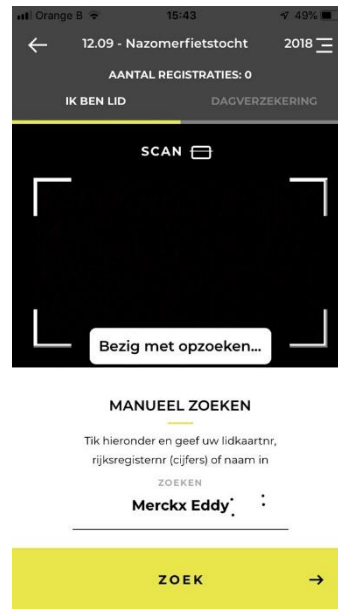 Orange B 15:43 49%
12.09 - Nazomerfietstocht 2018
AANTAL REGISTRATIES: 0
IK BEN LID DAGVERZEKERING
SCAN
Bezig met opzoeken...
MANUEEL ZOEKEN
Tik hieronder en geef uw lidkaartnr,
rijksregisternr (cijfers) of naam in
ZOEKEN
Merckx Eddy
ZOEK